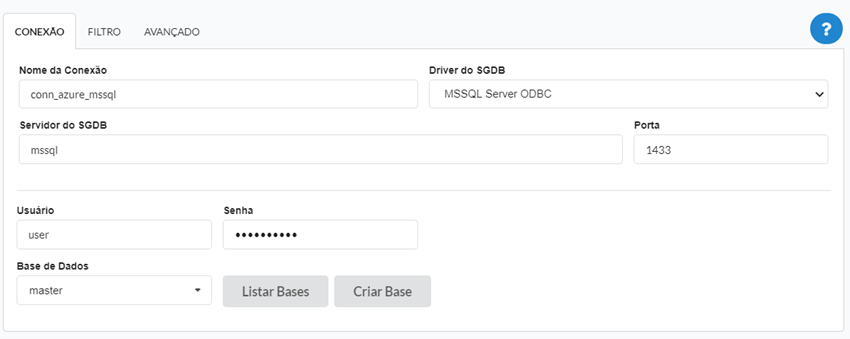 CONEXÃO FILTRO AVANÇADO ?
Nome da Conexão Driver do SGDB
conn_azure_mssql MSSQL Server ODBC
Servidor do SGDB Porta
mssql 1433
Usuário Senha
user ••••••••••
Base de Dados
master Listar Bases Criar Base